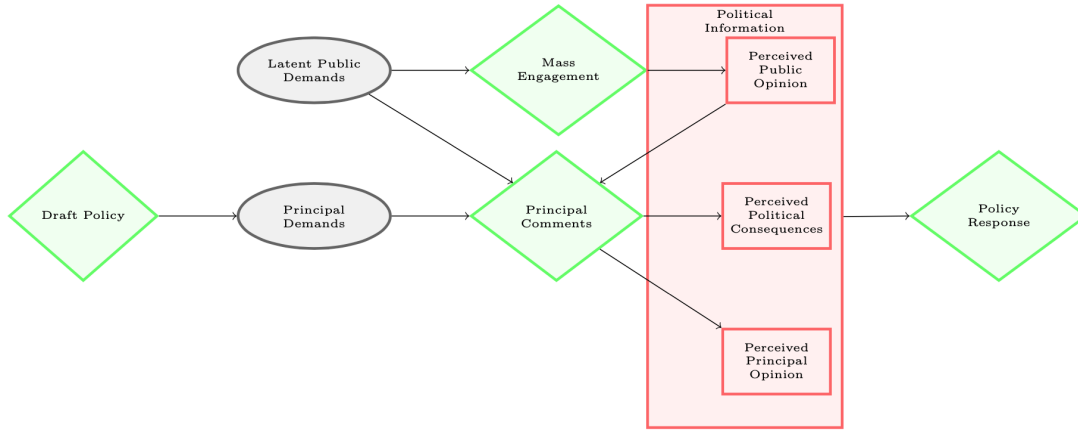 Political
Information
Latent Public
Demands
Mass
Engagement
Perceived
Public
Opinion
Draft Policy
Principal
Demands
Principal
Comments
Perceived
Political
Consequences
Policy
Response
Perceived
Principal
Opinion